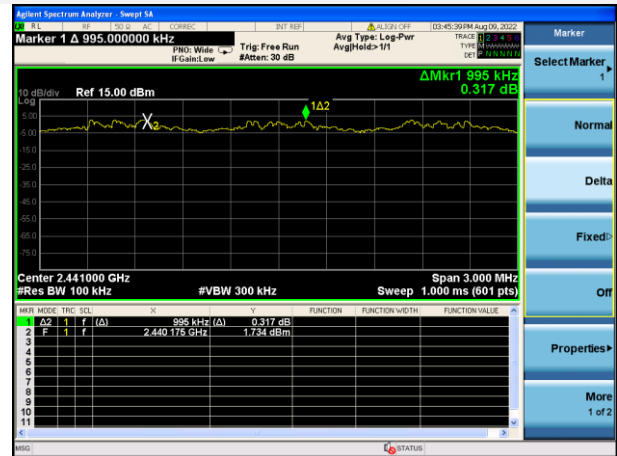 Agilent Spectrum Analyzer - Swept SA
RL RF 50 Ω AC CORREC INT REF ALIGN OFF 03:45:39 PM Aug 09, 2022
Marker 1 Δ 995.000000 kHz
PNO: Wide
IFGain:Low
Trig: Free Run
#Atten: 30 dB
Avg Type: Log-Pwr
Avg|Hold:>1/1
TRACE 1 2 3 4 5 6
TYPE M WWWWW
DET P N N N N N
ΔMkr1 995 kHz
0.317 dB
10 dB/div Ref 15.00 dBm
Log
1Δ2
5.00
-5.00
X2
-15.0
-25.0
-35.0
-45.0
-55.0
-65.0
-75.0
Center 2.441000 GHz
Span 3.000 MHz
#Res BW 100 kHz
#VBW 300 kHz
Sweep 1.000 ms (601 pts)
MKR MODE TRC SCL X Y FUNCTION FUNCTION WIDTH FUNCTION VALUE
1 Δ2 1 f (Δ) 995 kHz (Δ) 0.317 dB
2 F 1 f 2.440 175 GHz 1.734 dBm
3
4
5
6
7
8
9
10
11
MSG
STATUS
Marker
Select Marker
1
Normal
Delta
Fixed
Off
Properties
More
1 of 2